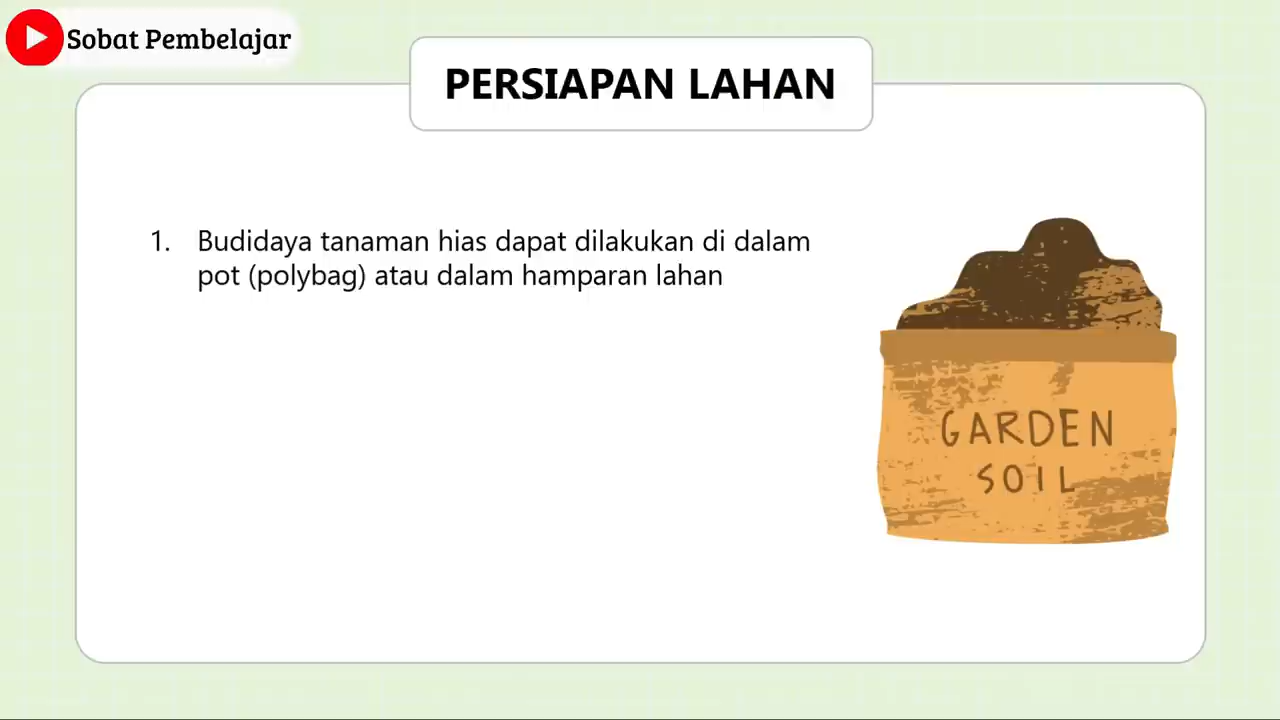 Sobat Pembelajar
PERSIAPAN LAHAN
1. Budidaya tanaman hias dapat dilakukan di dalam
pot (polybag) atau dalam hamparan lahan
GARDEN
SOIL